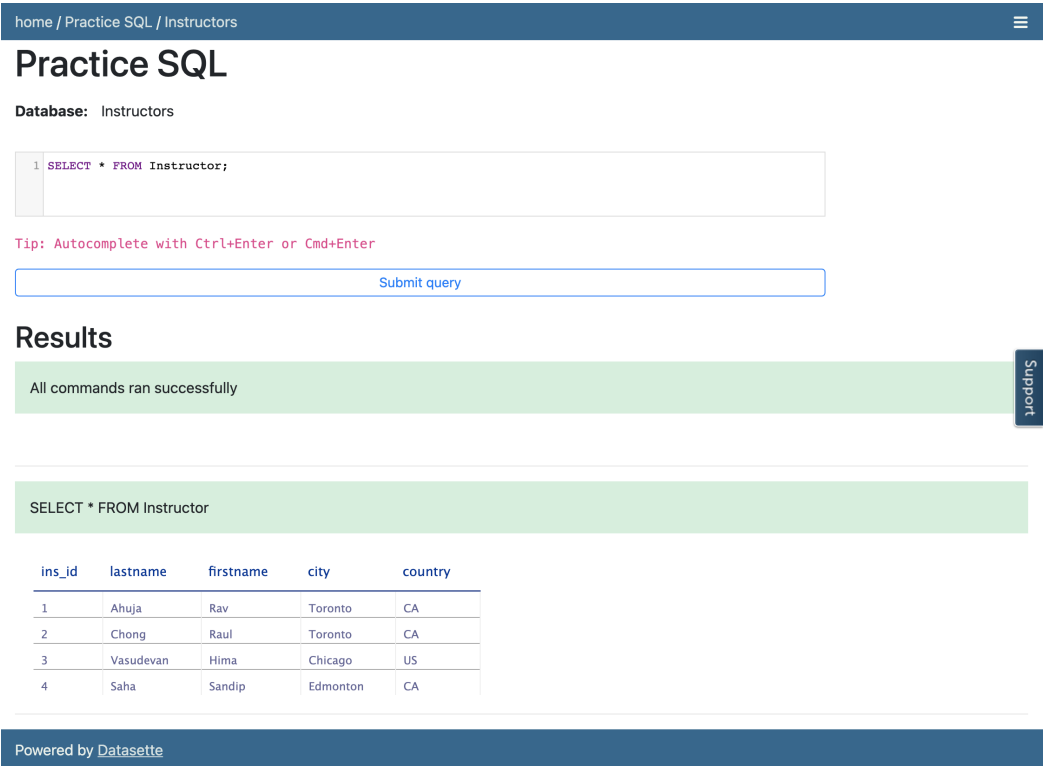 home / Practice SQL / Instructors
Practice SQL
Database: Instructors
1 SELECT * FROM Instructor;
Tip: Autocomplete with Ctrl+Enter or Cmd+Enter
Submit query
Results
All commands ran successfully
Support
SELECT * FROM Instructor
ins_id lastname firstname city country
1 Ahuja Rav Toronto CA
2 Chong Raul Toronto CA
3 Vasudevan Hima Chicago US
4 Saha Sandip Edmonton CA
Powered by Datasette